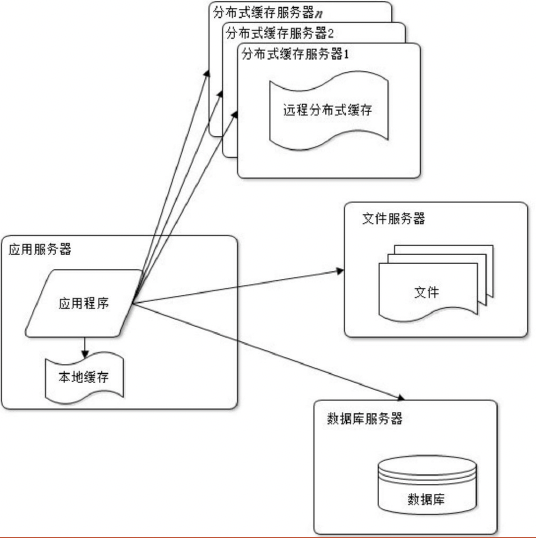 分布式缓存服务器n
分布式缓存服务器2
分布式缓存服务器1
远程分布式缓存
文件服务器
文件
应用服务器
应用程序
本地缓存
数据库服务器
数据库